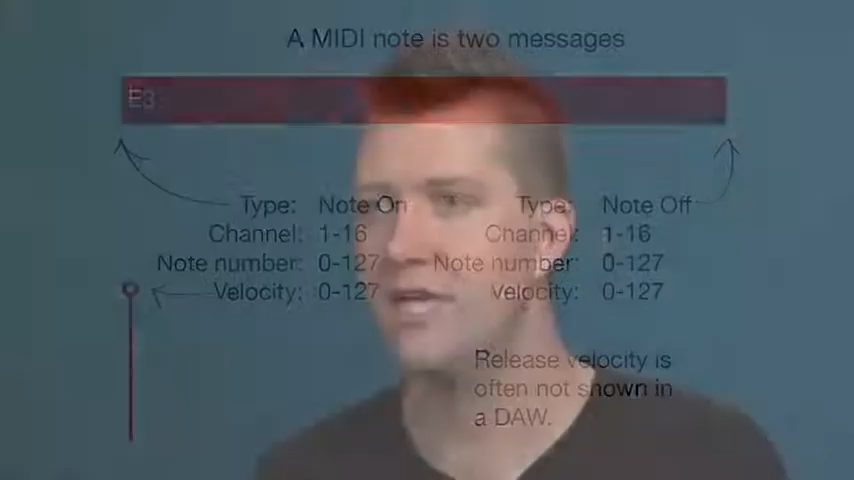 A MIDI note is two messages
E3
Type: Note On Type: Note Off
Channel: 1-16 Channel: 1-16
Note number: 0-127 Note number: 0-127
Velocity: 0-127 Velocity: 0-127
Release velocity is
often not shown in
a DAW.